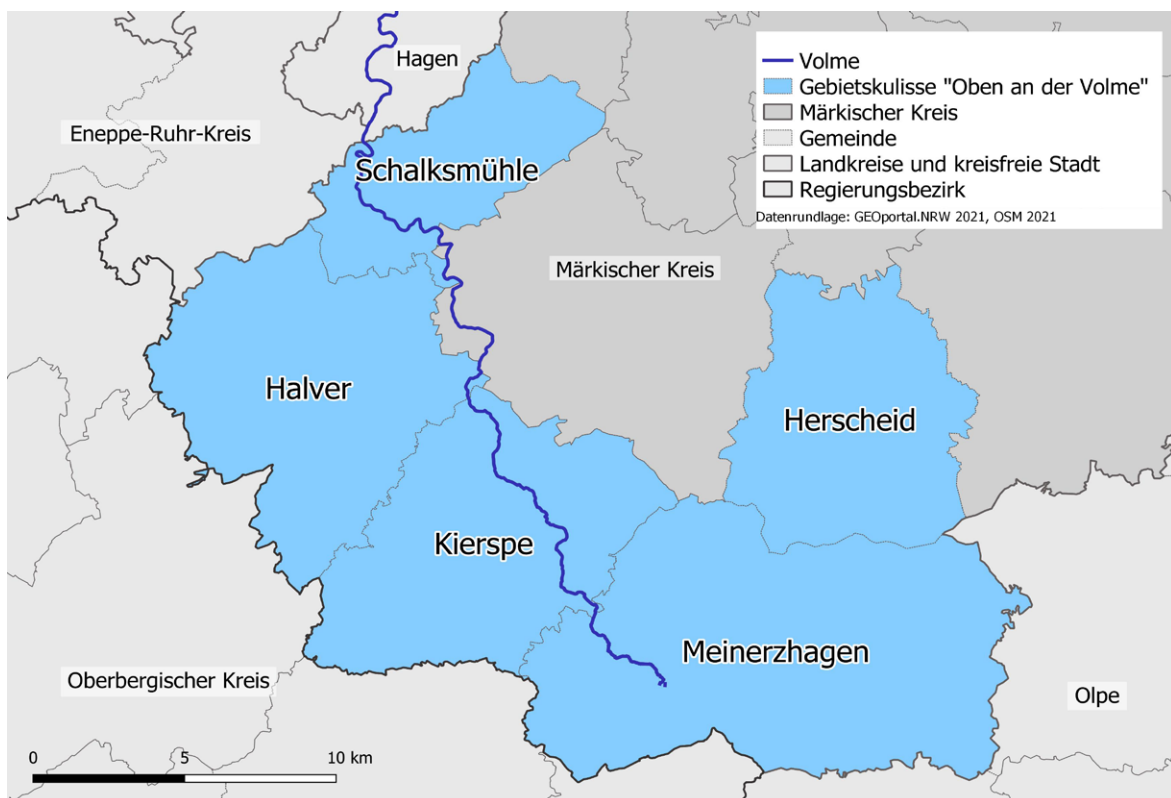 Hagen
Volme
Gebietskulisse "Oben an der Volme"
Märkischer Kreis
Gemeinde
Landkreise und kreisfreie Stadt
Regierungsbezirk
Datenrundlage: GEOportal.NRW 2021, OSM 2021
Eneppe-Ruhr-Kreis
Schalksmühle
Märkischer Kreis
Halver
Herscheid
Kierspe
Meinerzhagen
Oberbergischer Kreis
Olpe
0 5 10 km